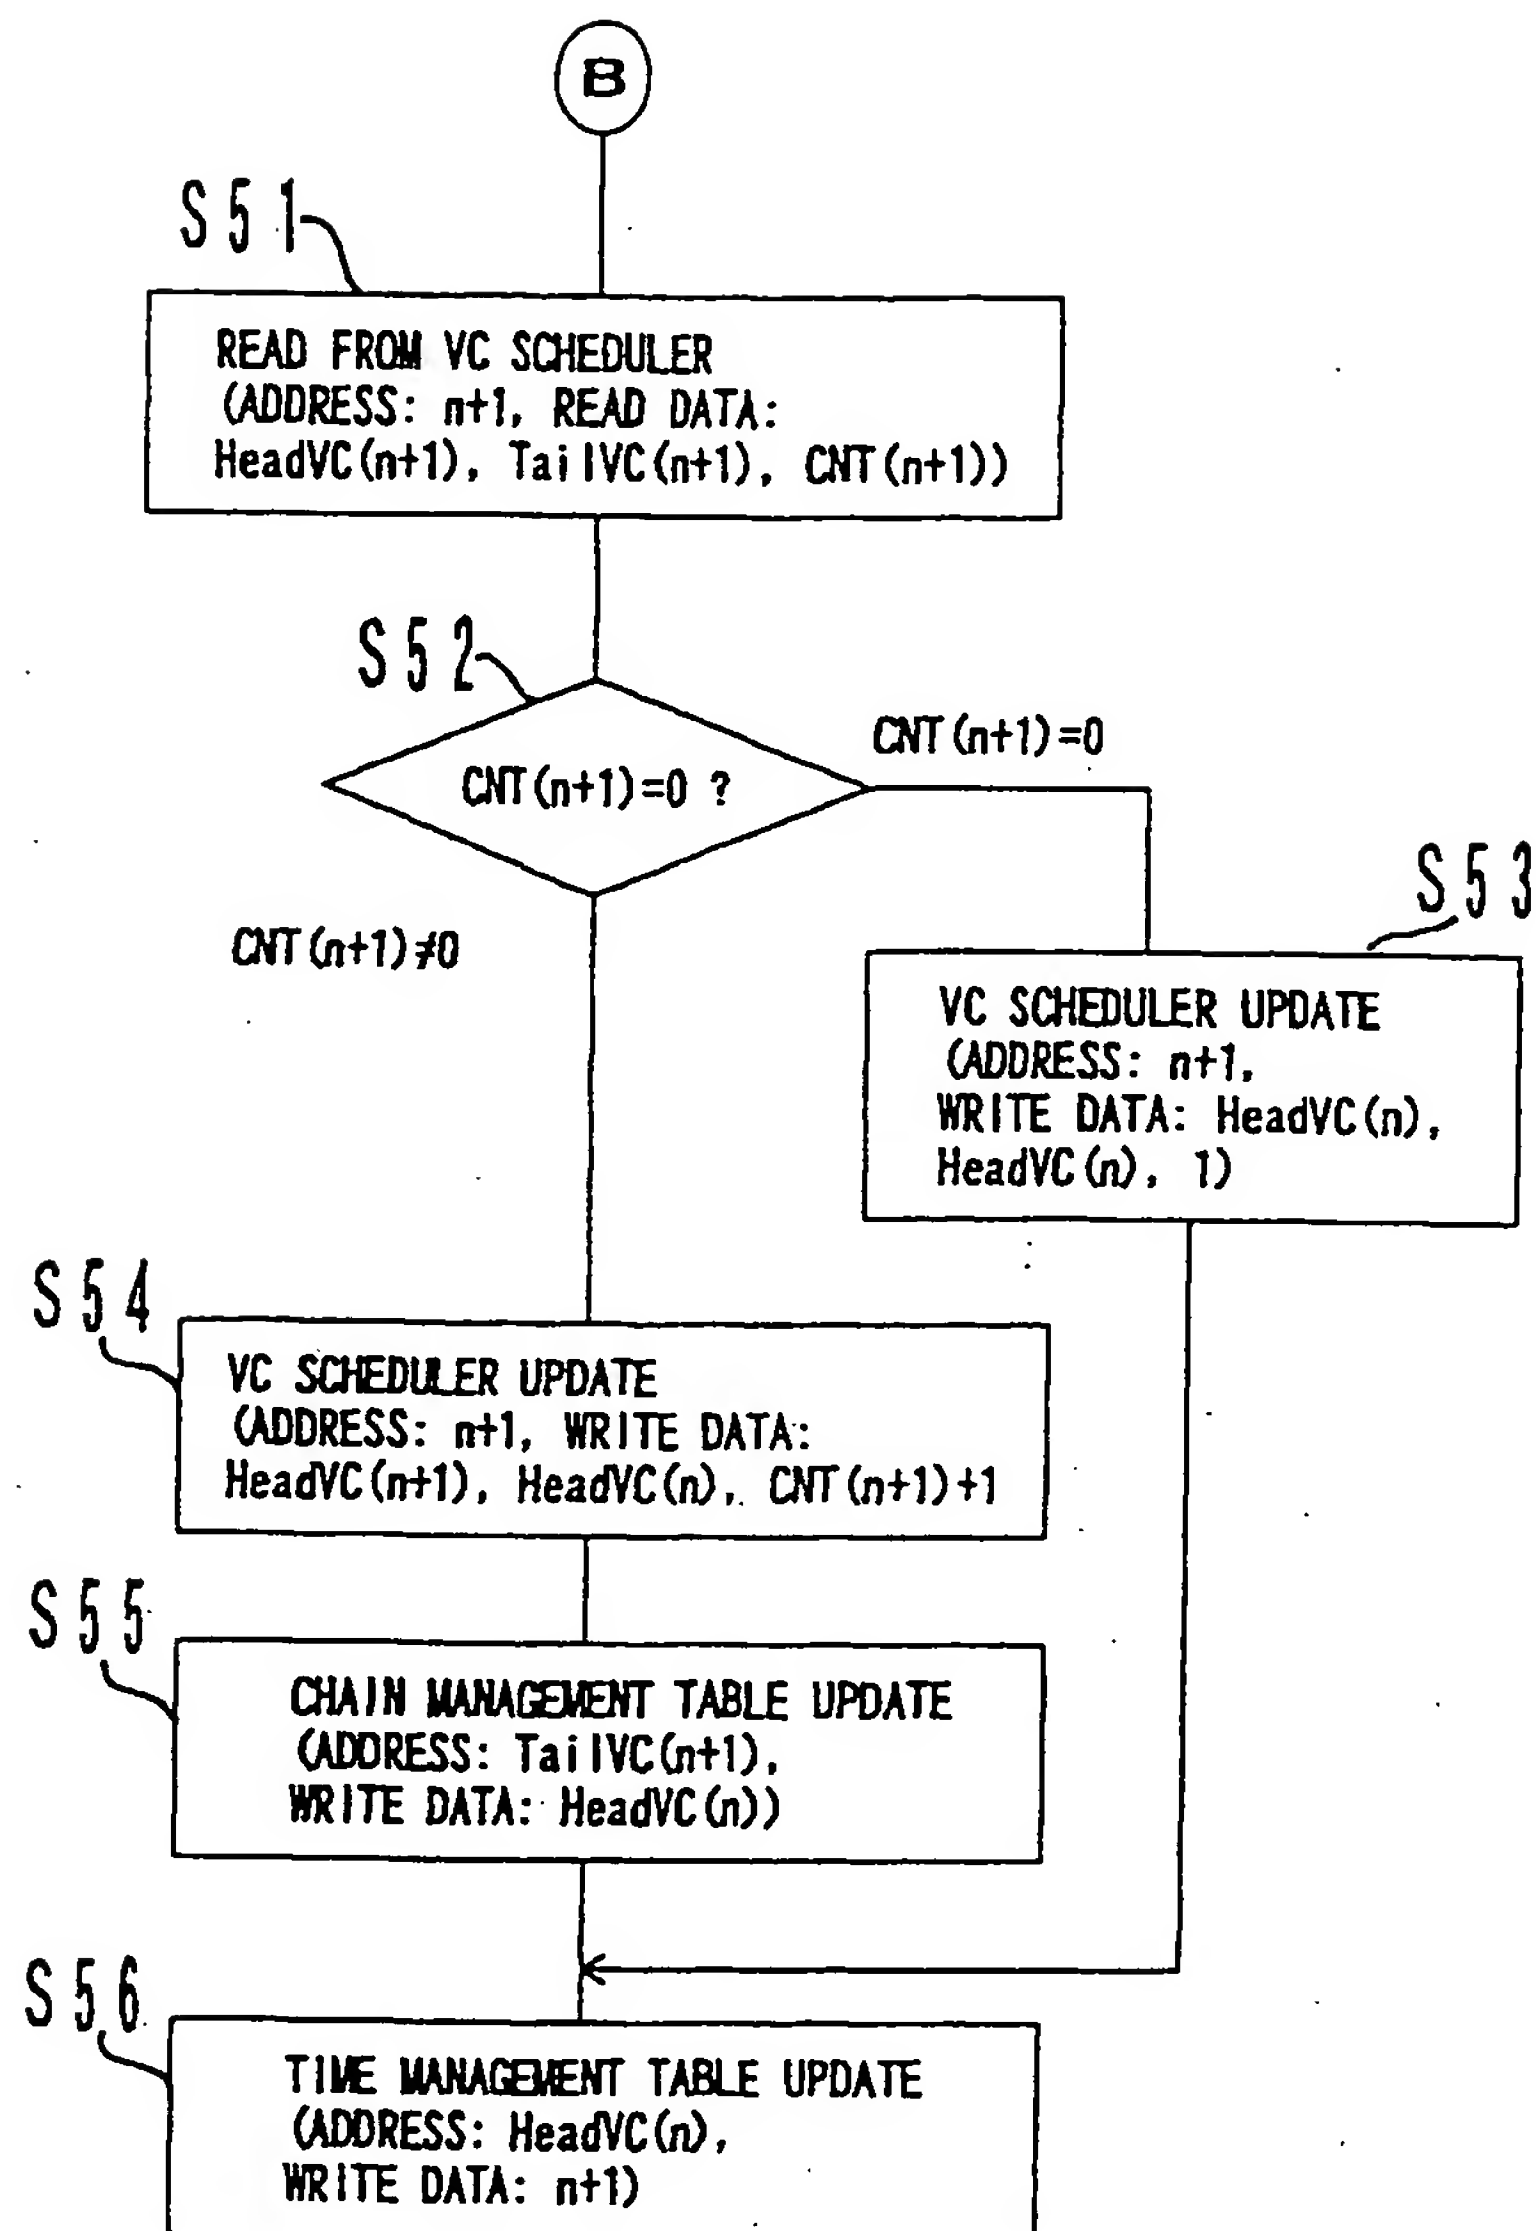 B
S51
READ FROM VC SCHEDULER
(ADDRESS: n+1, READ DATA:
HeadVC(n+1), TailVC(n+1), CNT(n+1))
S52
CNT(n+1)=0 ?
CNT(n+1)=0
CNT(n+1)≠0
S53
VC SCHEDULER UPDATE
(ADDRESS: n+1,
WRITE DATA: HeadVC(n),
HeadVC(n), 1)
S54
VC SCHEDULER UPDATE
(ADDRESS: n+1, WRITE DATA:
HeadVC(n+1), HeadVC(n), CNT(n+1)+1
S55
CHAIN MANAGEMENT TABLE UPDATE
(ADDRESS: TailVC(n+1),
WRITE DATA: HeadVC(n))
S56
TIME MANAGEMENT TABLE UPDATE
(ADDRESS: HeadVC(n),
WRITE DATA: n+1)